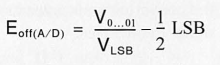 E_off(A/D) = V_0...01 / V_LSB − 1/2 LSB